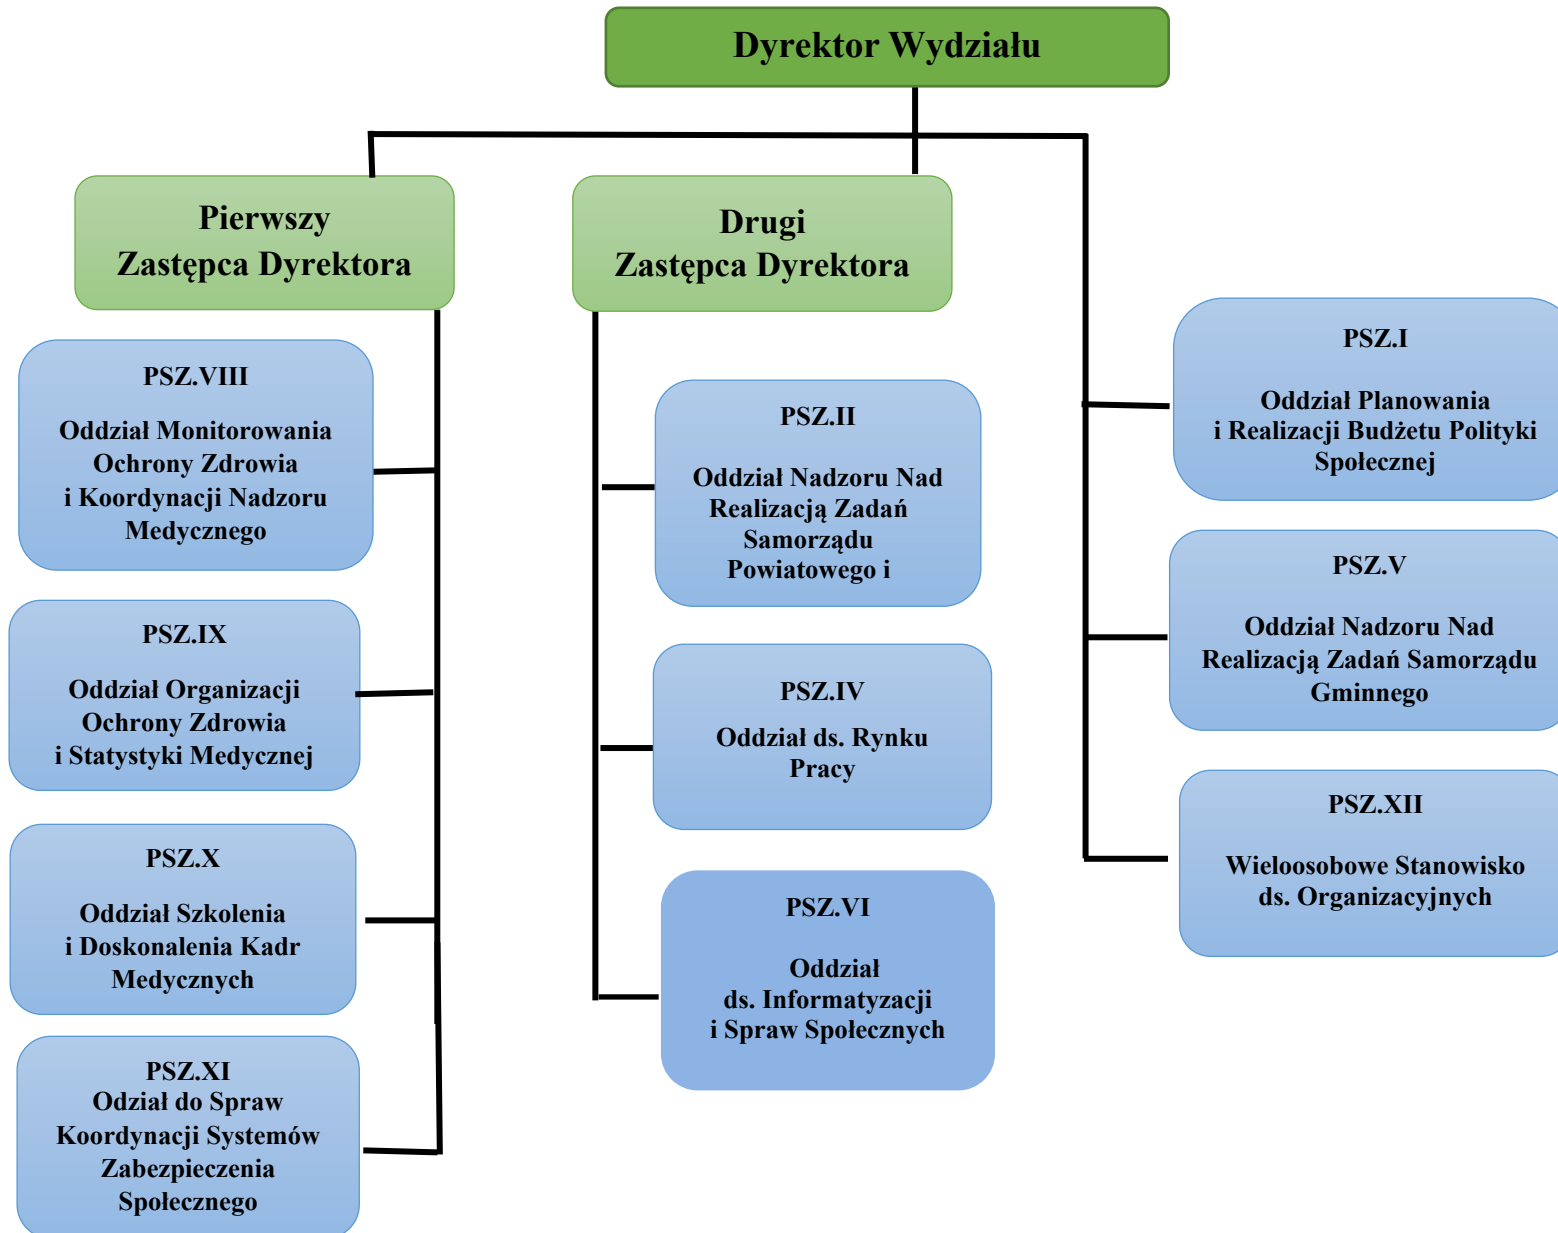 Dyrektor Wydziału
Pierwszy
Zastępca Dyrektora
Drugi
Zastępca Dyrektora
PSZ.VIII
Oddział Monitorowania
Ochrony Zdrowia
i Koordynacji Nadzoru
Medycznego
PSZ.IX
Oddział Organizacji
Ochrony Zdrowia
i Statystyki Medycznej
PSZ.X
Oddział Szkolenia
i Doskonalenia Kadr
Medycznych
PSZ.XI
Odział do Spraw
Koordynacji Systemów
Zabezpieczenia
Społecznego
PSZ.II
Oddział Nadzoru Nad
Realizacją Zadań
Samorządu
Powiatowego i
PSZ.IV
Oddział ds. Rynku
Pracy
PSZ.VI
Oddział
ds. Informatyzacji
i Spraw Społecznych
PSZ.I
Oddział Planowania
i Realizacji Budżetu Polityki
Społecznej
PSZ.V
Oddział Nadzoru Nad
Realizacją Zadań Samorządu
Gminnego
PSZ.XII
Wieloosobowe Stanowisko
ds. Organizacyjnych